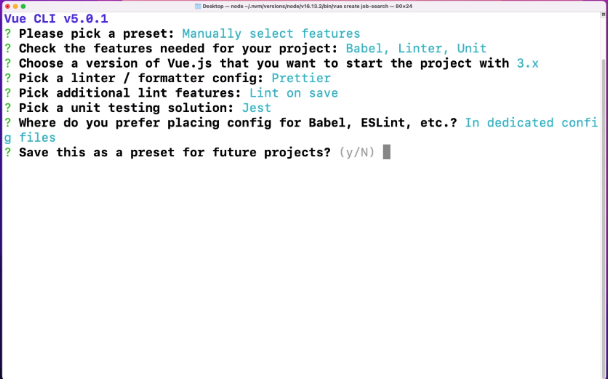 Desktop — node ~/.nvm/versions/node/v16.13.2/bin/vue create job-search — 80×24
Vue CLI v5.0.1
? Please pick a preset: Manually select features
? Check the features needed for your project: Babel, Linter, Unit
? Choose a version of Vue.js that you want to start the project with 3.x
? Pick a linter / formatter config: Prettier
? Pick additional lint features: Lint on save
? Pick a unit testing solution: Jest
? Where do you prefer placing config for Babel, ESLint, etc.? In dedicated confi
g files
? Save this as a preset for future projects? (y/N)